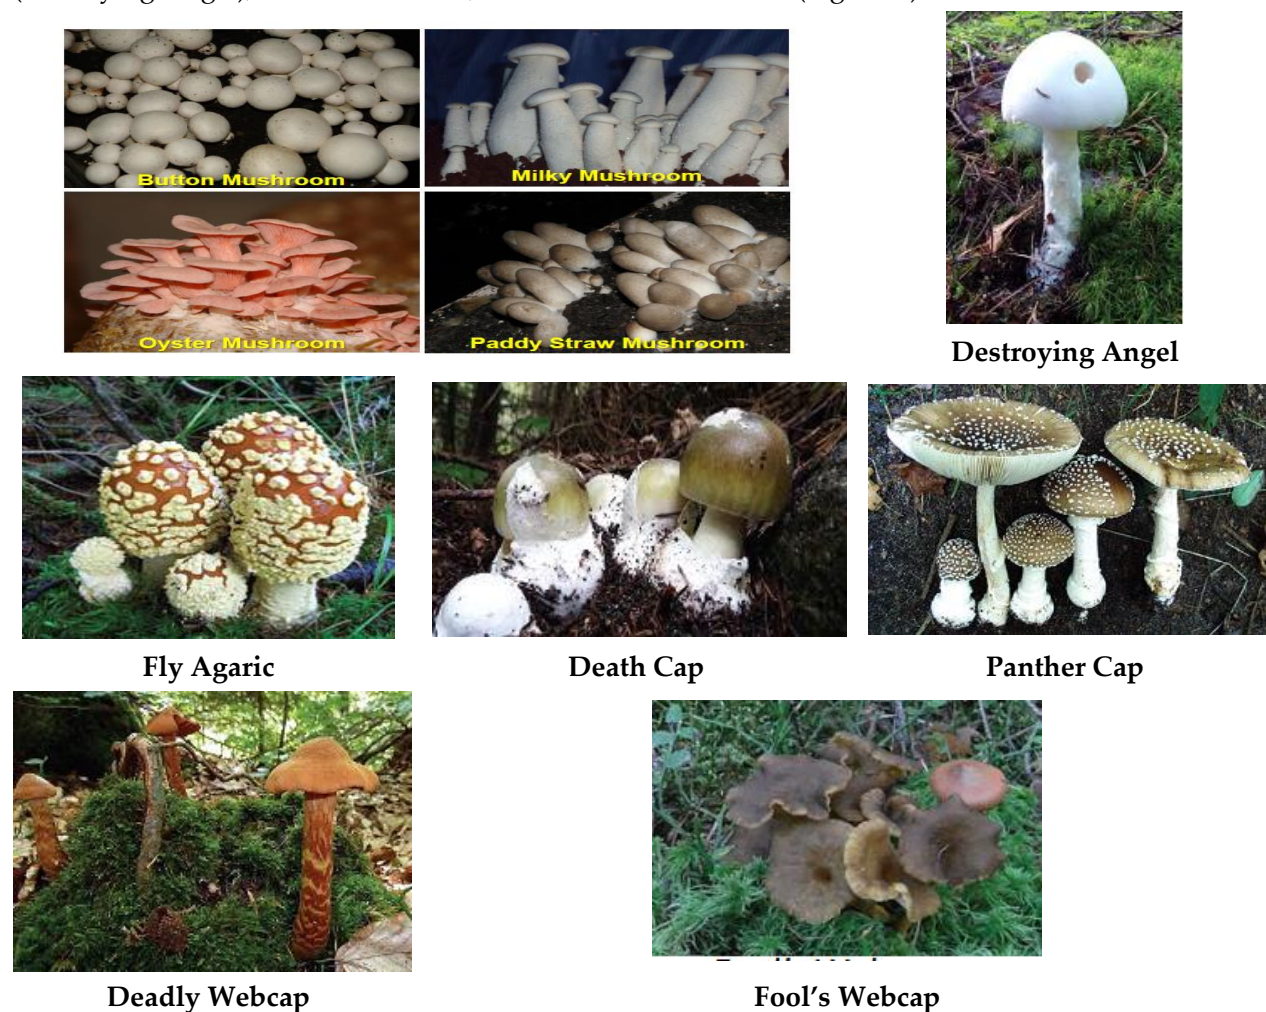 Button Mushroom
Milky Mushroom
Oyster Mushroom
Paddy Straw Mushroom
Destroying Angel
Fly Agaric
Death Cap
Panther Cap
Deadly Webcap
Fool's Webcap